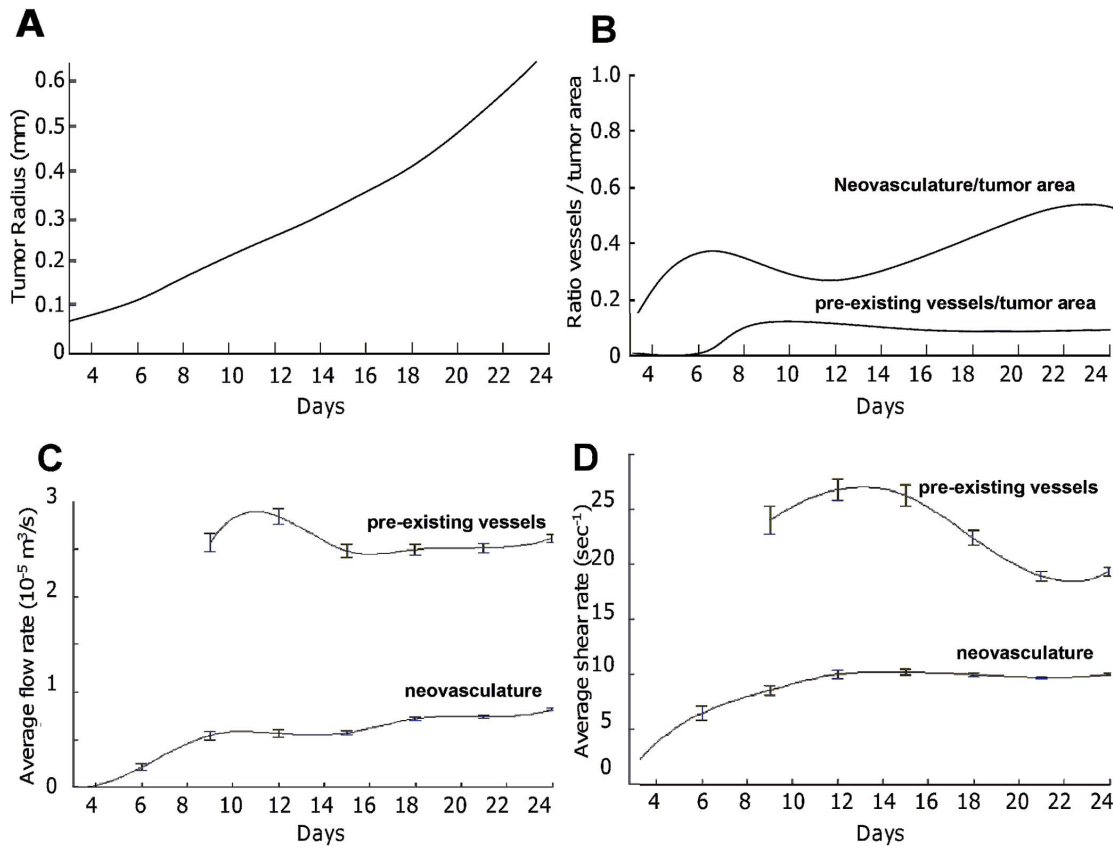 A
Tumor Radius (mm)
0.6
0.5
0.4
0.3
0.2
0.1
0
4 6 8 10 12 14 16 18 20 22 24
Days
B
Ratio vessels / tumor area
1.0
0.8
0.6
0.4
0.2
0
Neovasculature/tumor area
pre-existing vessels/tumor area
4 6 8 10 12 14 16 18 20 22 24
Days
C
Average flow rate (10⁻⁵ m³/s)
3
2
1
0
pre-existing vessels
neovasculature
4 6 8 10 12 14 16 18 20 22 24
Days
D
Average shear rate (sec⁻¹)
25
20
15
10
5
0
pre-existing vessels
neovasculature
4 6 8 10 12 14 16 18 20 22 24
Days